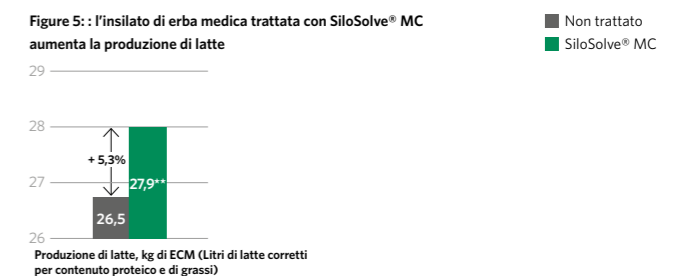 Figure 5: : l'insilato di erba medica trattata con SiloSolve® MC
aumenta la produzione di latte
Non trattato
SiloSolve® MC
29
28
+ 5,3%
27
27,9**
26,5
26
Produzione di latte, kg di ECM (Litri di latte corretti
per contenuto proteico e di grassi)